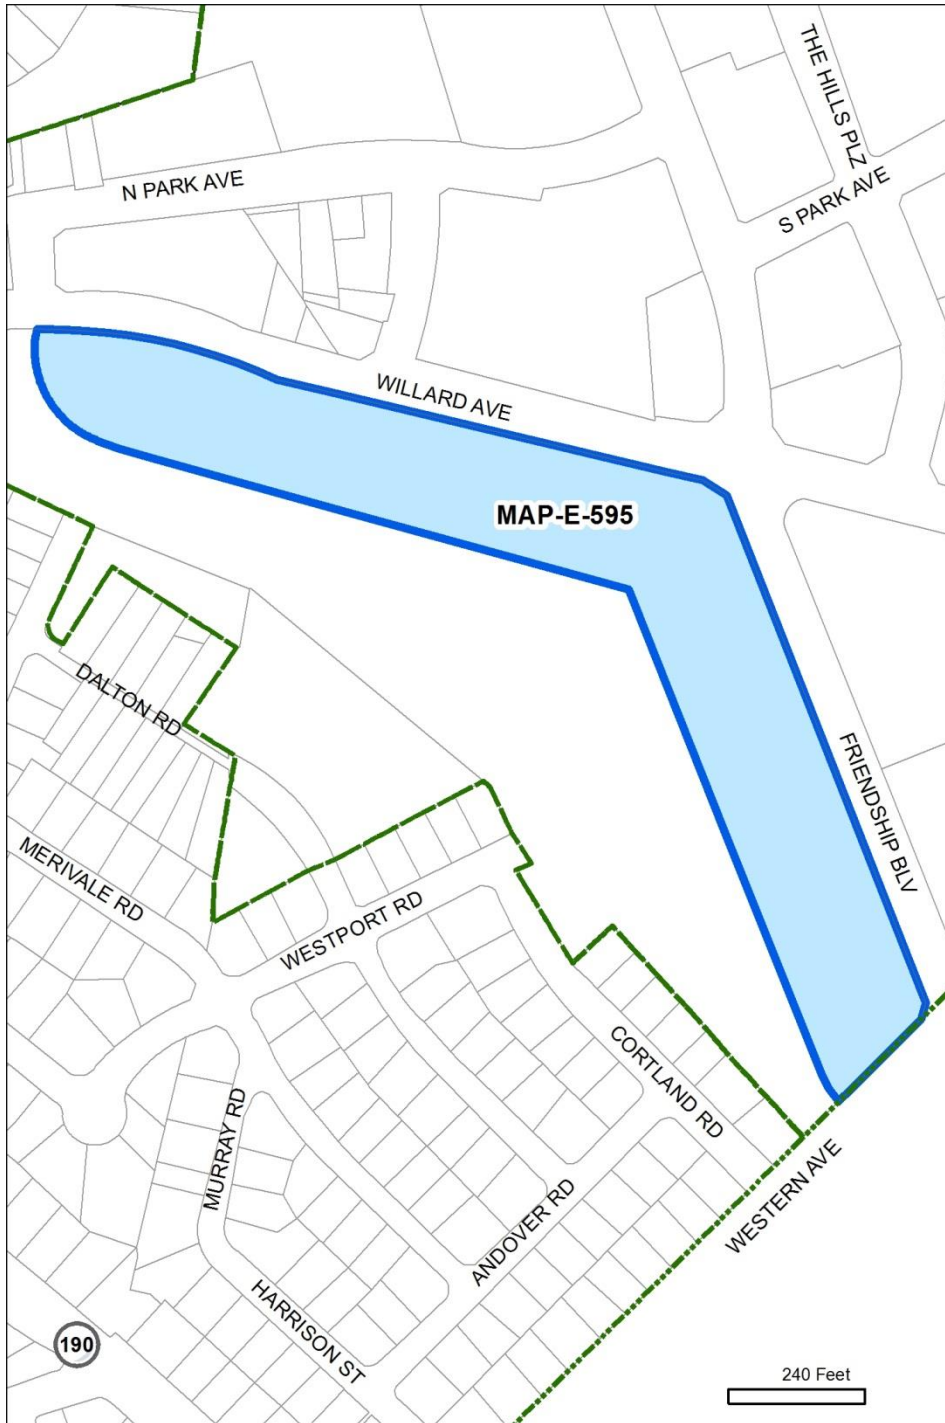 THE HILLS PLZ
N PARK AVE
S PARK AVE
WILLARD AVE
MAP-E-595
DALTON RD
FRIENDSHIP BLV
MERIVALE RD
WESTPORT RD
CORTLAND RD
MURRAY RD
WESTERN AVE
ANDOVER RD
HARRISON ST
190
240 Feet